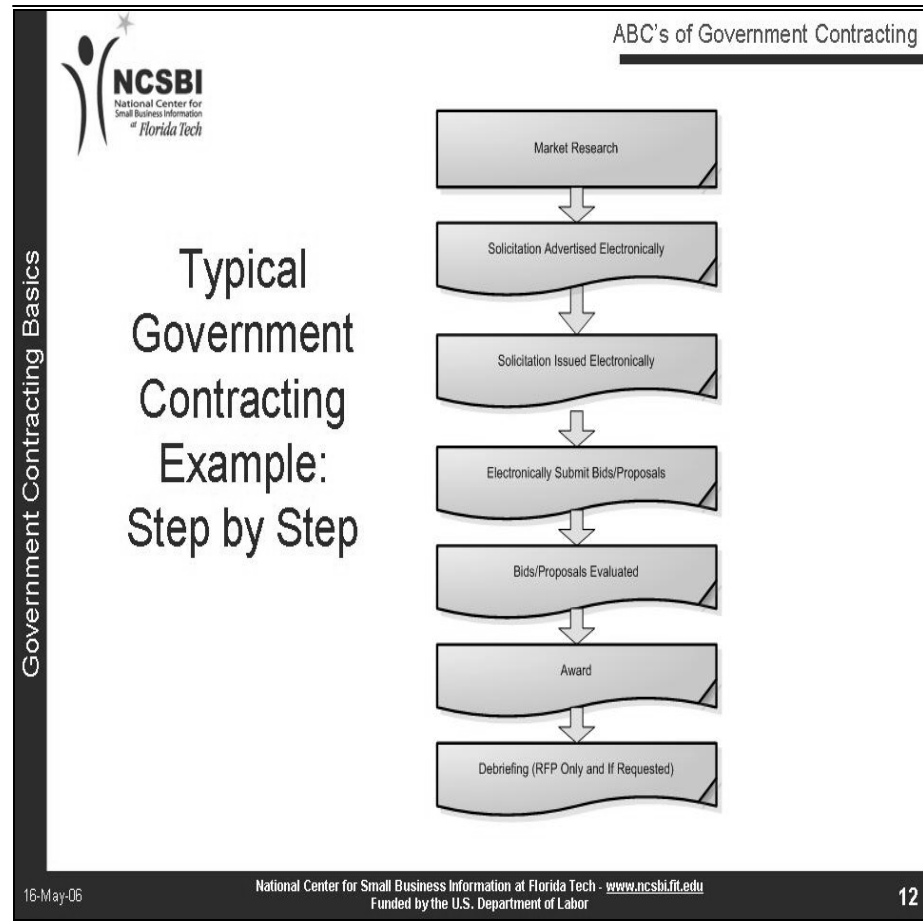 ABC's of Government Contracting
NCSBI
National Center for
Small Business Information
at Florida Tech
Government Contracting Basics
Typical
Government
Contracting
Example:
Step by Step
Market Research
Solicitation Advertised Electronically
Solicitation Issued Electronically
Electronically Submit Bids/Proposals
Bids/Proposals Evaluated
Award
Debriefing (RFP Only and If Requested)
16-May-06
National Center for Small Business Information at Florida Tech - www.ncsbi.fit.edu
Funded by the U.S. Department of Labor
12